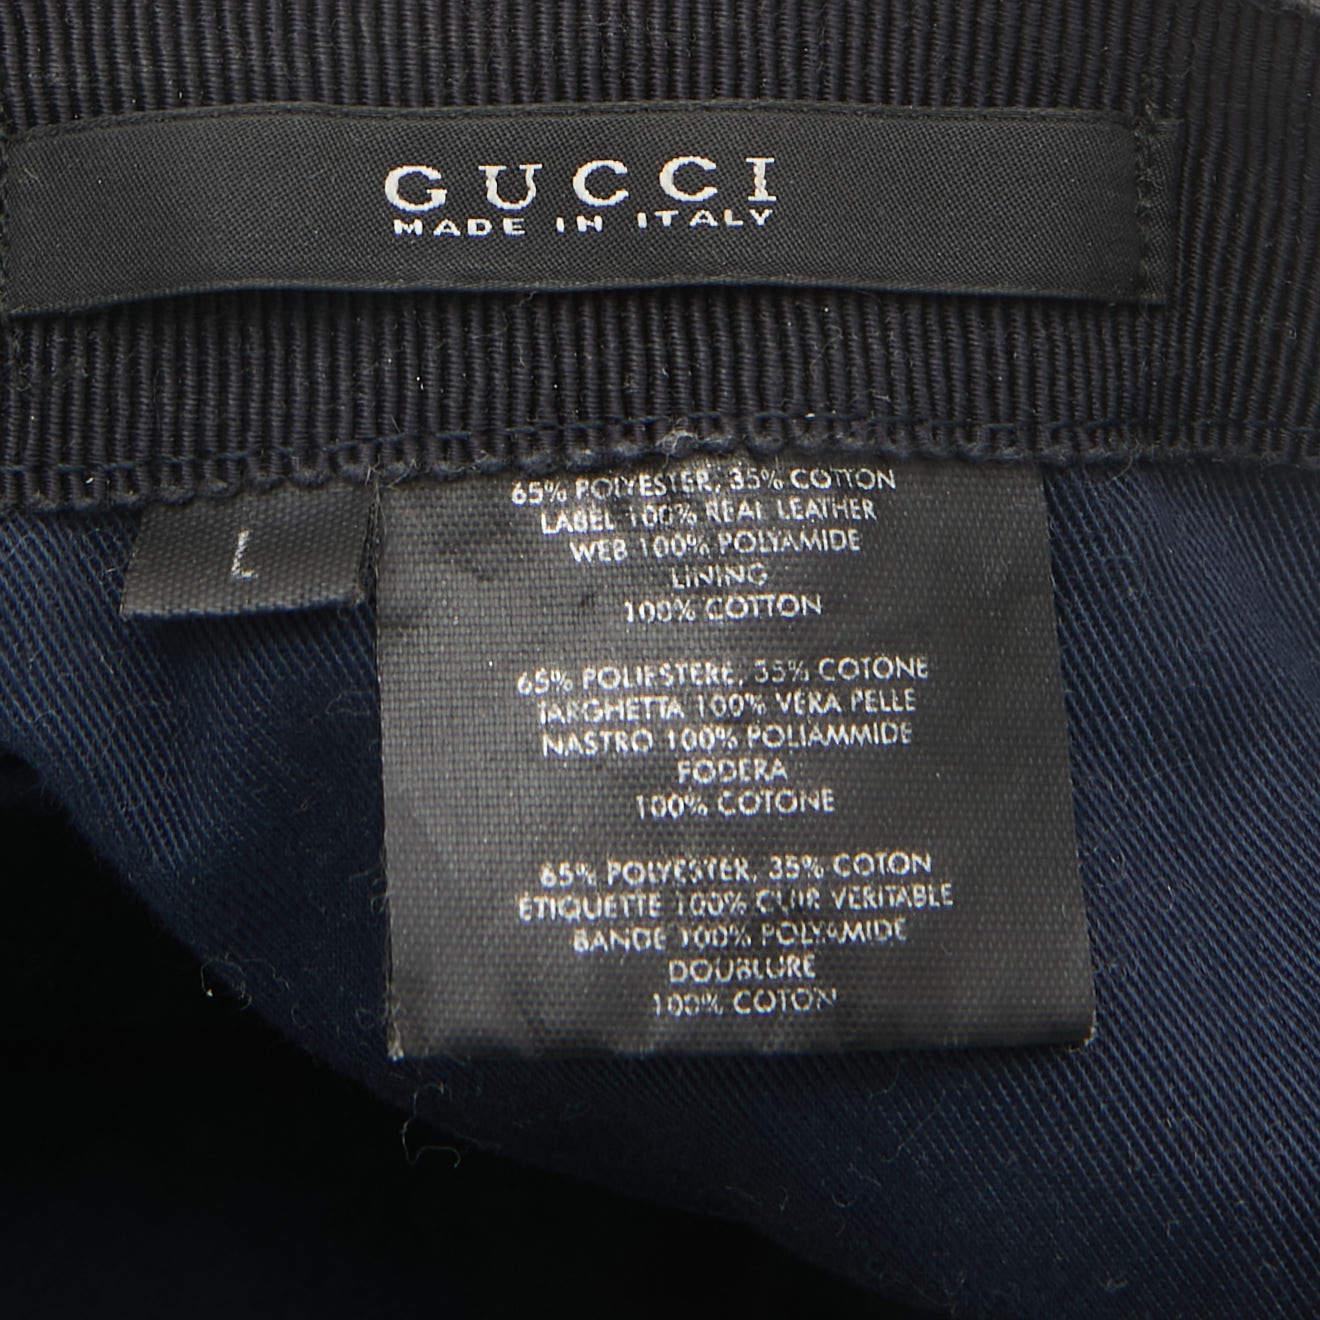 GUCCI
MADE IN ITALY
L
65% POLYESTER, 35% COTTON
LABEL 100% REAL LEATHER
WEB 100% POLYAMIDE
LINING
100% COTTON
65% POLIESTERE, 35% COTONE
TARGHETTA 100% VERA PELLE
NASTRO 100% POLIAMMIDE
FODERA
100% COTONE
65% POLYESTER, 35% COTON
ÉTIQUETTE 100% CUIR VERITABLE
BANDE 100% POLYAMIDE
DOUBLURE
100% COTON